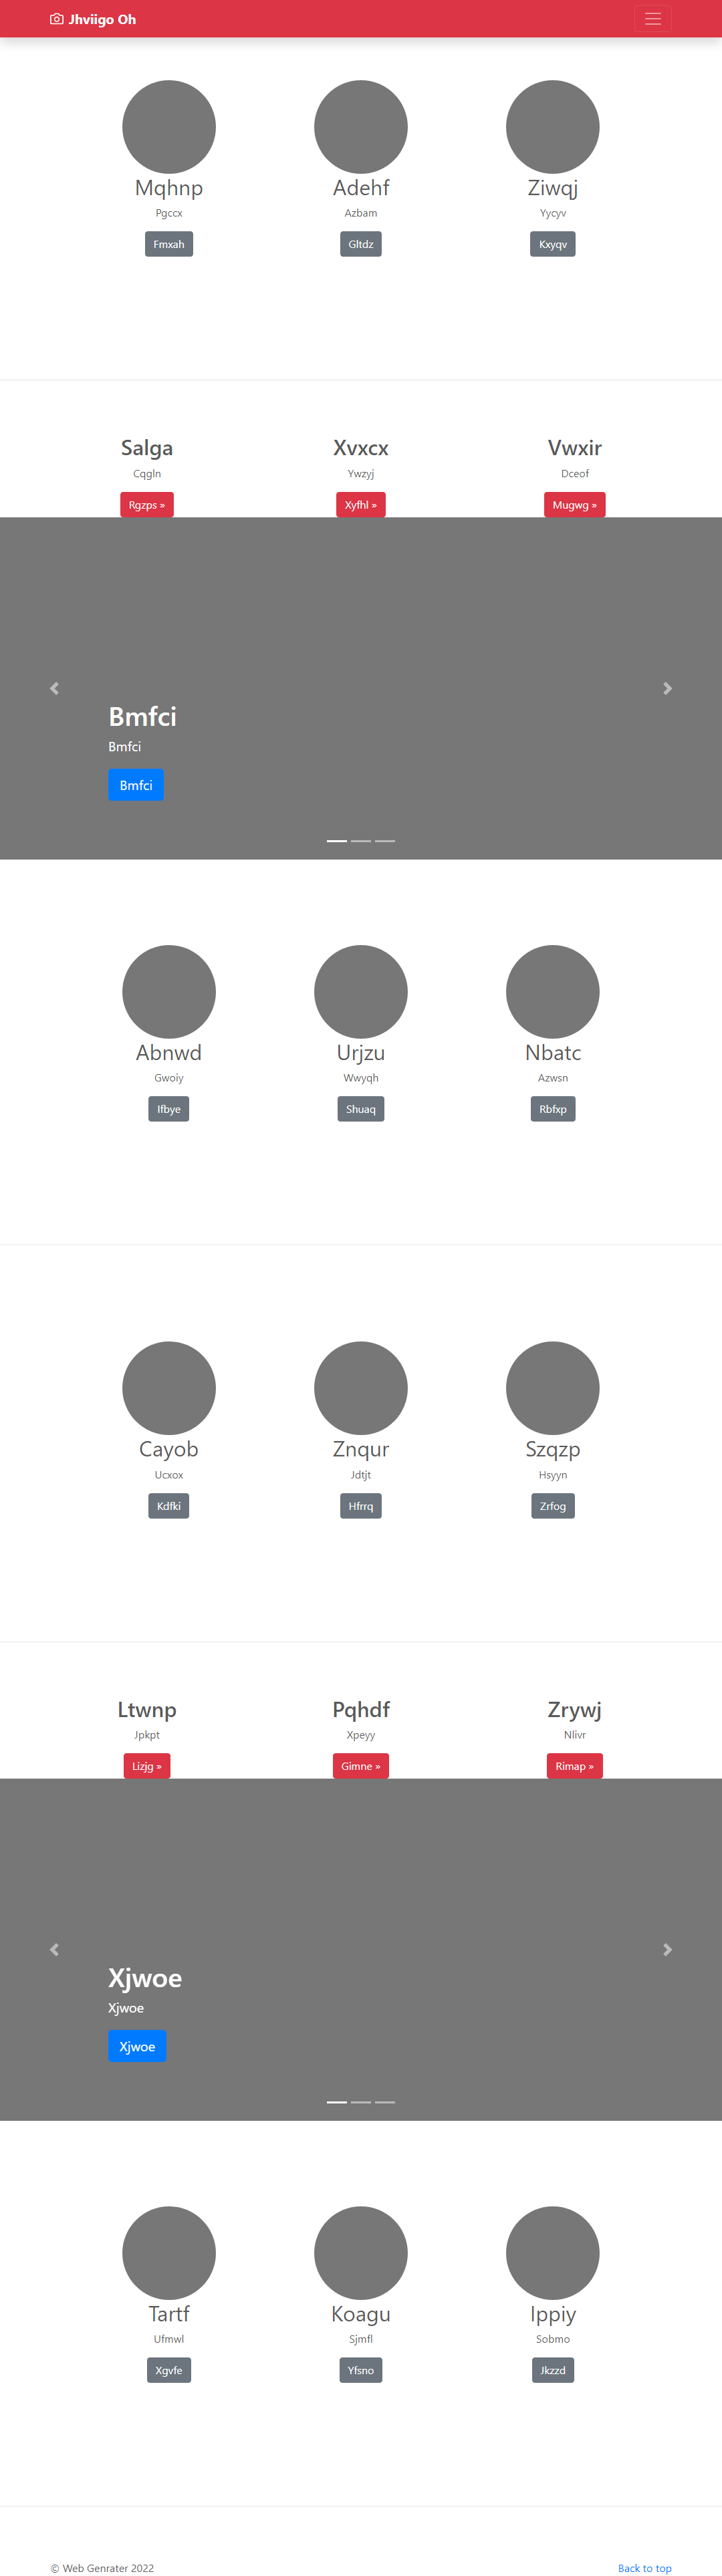 Jhviigo Oh
Mqhnp Adehf Ziwqj
Pgccx Azbam Yycyv
Fmxah Gltdz Kxyqv
Salga Xvxcx Vwxir
Cqgln Ywzyj Dceof
Rgzps » Xyfhl » Mugwg »
Bmfci
Bmfci
Bmfci
Abnwd Urjzu Nbatc
Gwoiy Wwyqh Azwsn
Ifbye Shuaq Rbfxp
Cayob Znqur Szqzp
Ucxox Jdtjt Hsyyn
Kdfki Hfrrq Zrfog
Ltwnp Pqhdf Zrywj
Jpkpt Xpeyy Nlivr
Lizjg » Gimne » Rimap »
Xjwoe
Xjwoe
Xjwoe
Tartf Koagu Ippiy
Ufmwl Sjmfl Sobmo
Xgvfe Yfsno Jkzzd
© Web Genrater 2022 Back to top